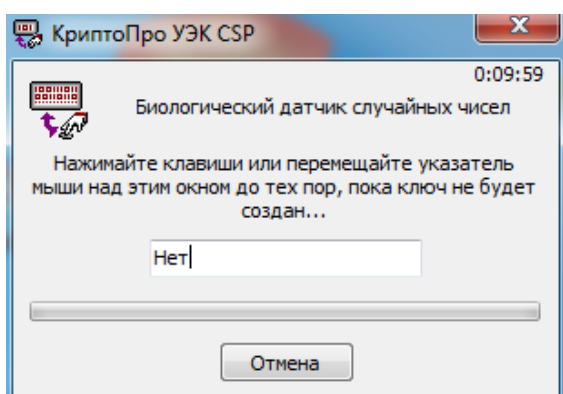 КриптоПро УЭК CSP
0:09:59
Биологический датчик случайных чисел
Нажимайте клавиши или перемещайте указатель
мыши над этим окном до тех пор, пока ключ не будет
создан...
Нет
Отмена